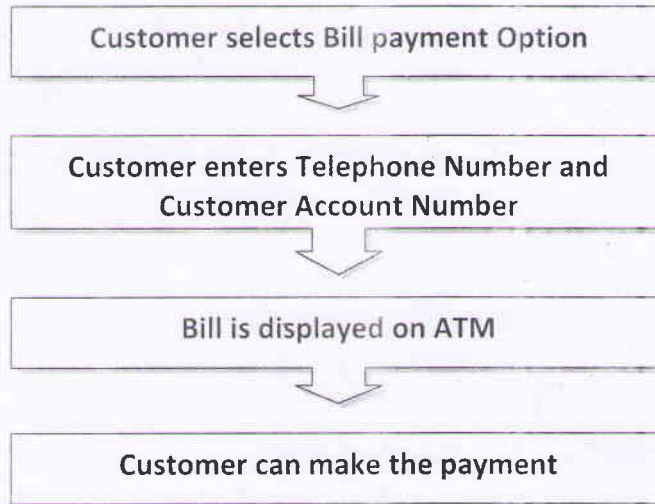 Customer selects Bill payment Option
Customer enters Telephone Number and
Customer Account Number
Bill is displayed on ATM
Customer can make the payment